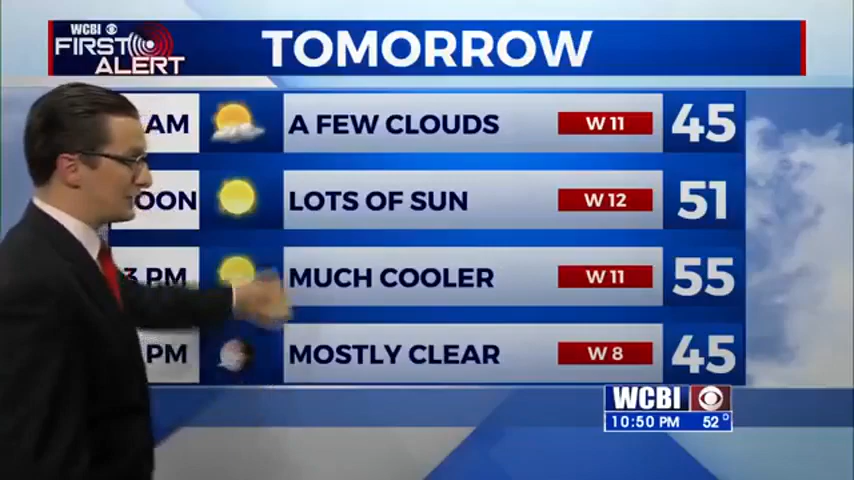 WCBI
FIRST
ALERT
TOMORROW
AM
A FEW CLOUDS
W 11
45
OON
LOTS OF SUN
W 12
51
3 PM
MUCH COOLER
W 11
55
PM
MOSTLY CLEAR
W 8
45
WCBI
10:50 PM 52°